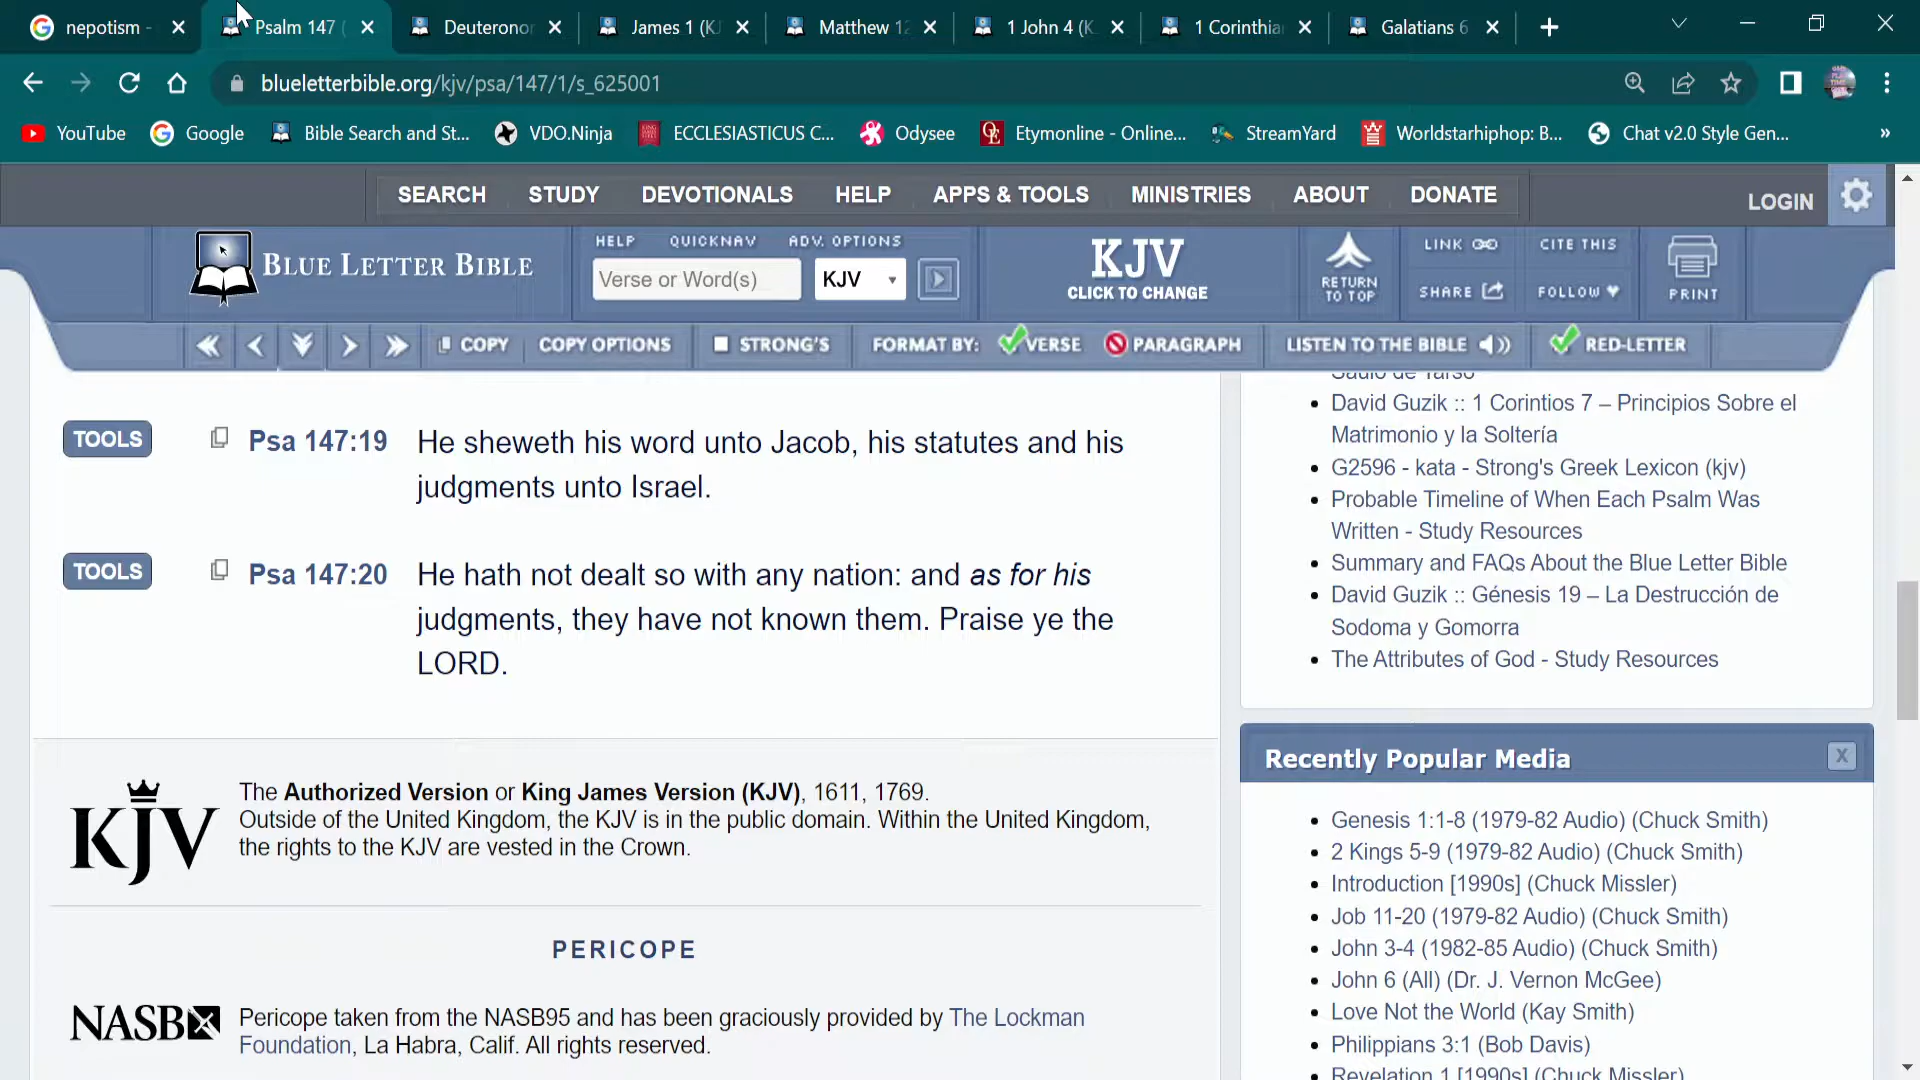 nepotism -
Psalm 147 (
Deuteronor
James 1 (KJ
Matthew 12
1 John 4 (K
1 Corinthia
Galatians 6
blueletterbible.org/kjv/psa/147/1/s_625001
YouTube
Google
Bible Search and St...
VDO.Ninja
ECCLESIASTICUS C...
Odysee
Etymonline - Online...
StreamYard
Worldstarhiphop: B...
Chat v2.0 Style Gen...
»
SEARCH
STUDY
DEVOTIONALS
HELP
APPS & TOOLS
MINISTRIES
ABOUT
DONATE
LOGIN
BLUE LETTER BIBLE
HELP
QUICKNAV
ADV. OPTIONS
Verse or Word(s)
KJV
KJV
CLICK TO CHANGE
RETURN
TO TOP
LINK
CITE THIS
SHARE
FOLLOW
PRINT
COPY
COPY OPTIONS
STRONG'S
FORMAT BY:
VERSE
PARAGRAPH
LISTEN TO THE BIBLE
RED-LETTER
TOOLS
Psa 147:19
He sheweth his word unto Jacob, his statutes and his
judgments unto Israel.
TOOLS
Psa 147:20
He hath not dealt so with any nation: and as for his
judgments, they have not known them. Praise ye the
LORD.
KJV
The Authorized Version or King James Version (KJV), 1611, 1769.
Outside of the United Kingdom, the KJV is in the public domain. Within the United Kingdom,
the rights to the KJV are vested in the Crown.
PERICOPE
NASB
Pericope taken from the NASB95 and has been graciously provided by The Lockman
Foundation, La Habra, Calif. All rights reserved.
Saulo de Tarso
David Guzik :: 1 Corintios 7 – Principios Sobre el
Matrimonio y la Soltería
G2596 - kata - Strong's Greek Lexicon (kjv)
Probable Timeline of When Each Psalm Was
Written - Study Resources
Summary and FAQs About the Blue Letter Bible
David Guzik :: Génesis 19 – La Destrucción de
Sodoma y Gomorra
The Attributes of God - Study Resources
Recently Popular Media
X
Genesis 1:1-8 (1979-82 Audio) (Chuck Smith)
2 Kings 5-9 (1979-82 Audio) (Chuck Smith)
Introduction [1990s] (Chuck Missler)
Job 11-20 (1979-82 Audio) (Chuck Smith)
John 3-4 (1982-85 Audio) (Chuck Smith)
John 6 (All) (Dr. J. Vernon McGee)
Love Not the World (Kay Smith)
Philippians 3:1 (Bob Davis)
Revelation 1 [1990s] (Chuck Missler)